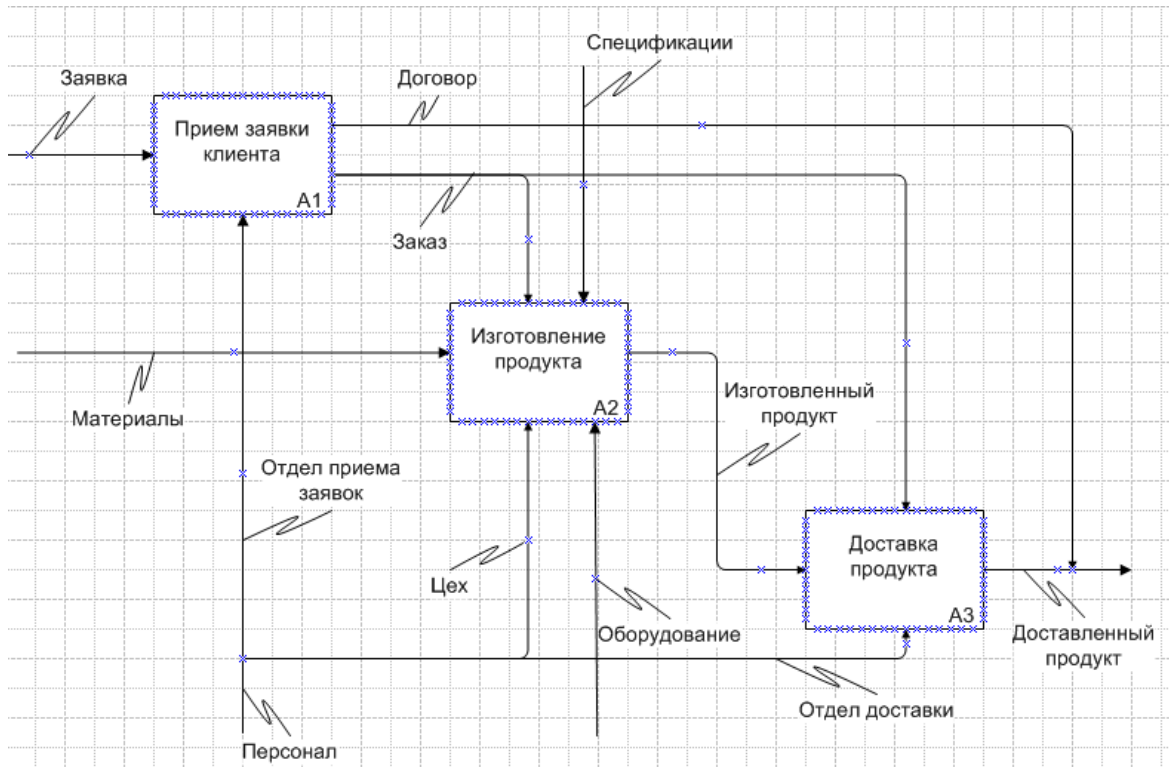 Спецификации
Заявка
Договор
Прием заявки
клиента
A1
Заказ
Изготовление
продукта
A2
Материалы
Изготовленный
продукт
Отдел приема
заявок
Доставка
продукта
A3
Цех
Оборудование
Доставленный
продукт
Отдел доставки
Персонал